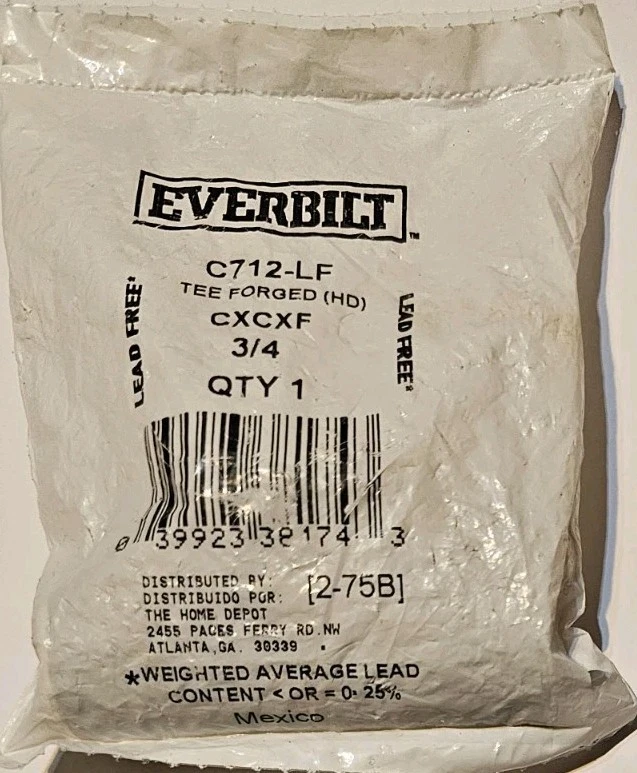 EVERBILT™
C712-LF
TEE FORGED (HD)
CXCXF
3/4
QTY 1
LEAD FREE*
LEAD FREE*
0 39923 38174 3
DISTRIBUTED BY:
DISTRIBUIDO POR:
[2-75B]
THE HOME DEPOT
2455 PACES FERRY RD.NW
ATLANTA,GA. 30339
*WEIGHTED AVERAGE LEAD
CONTENT < OR = 0.25%
Mexico